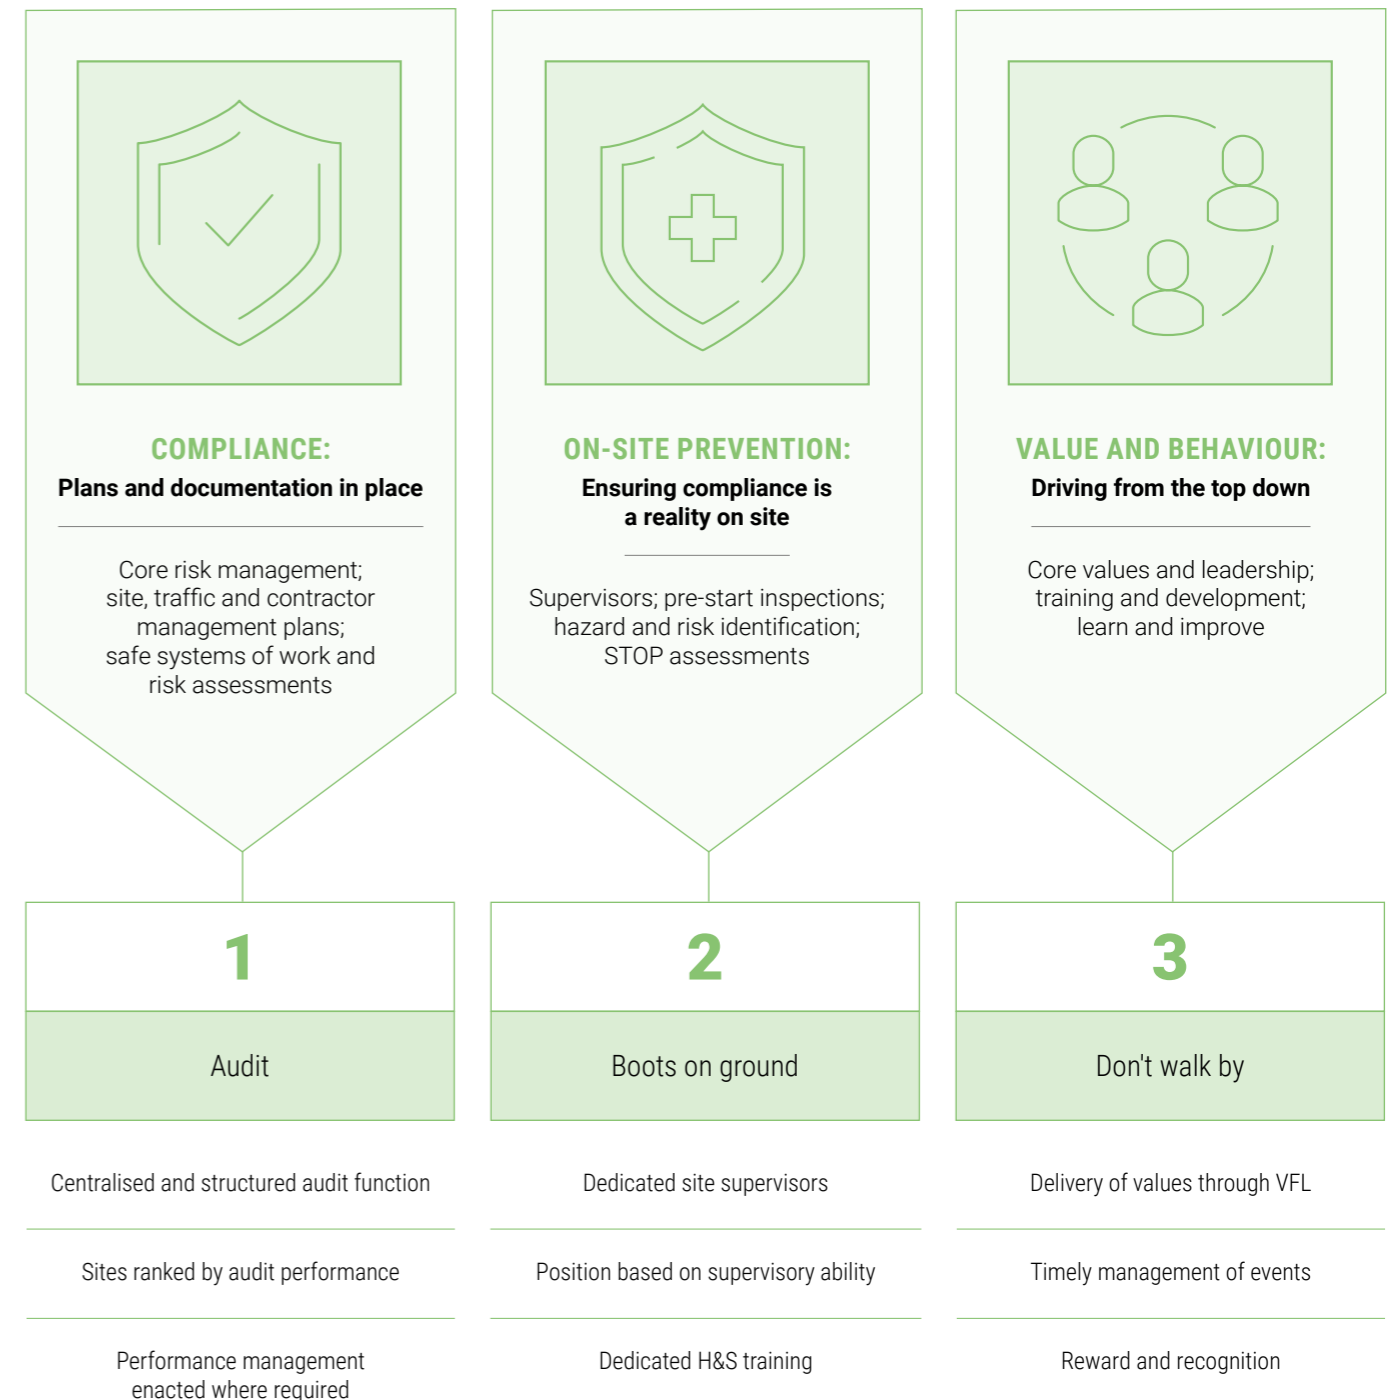 COMPLIANCE:
Plans and documentation in place
Core risk management;
site, traffic and contractor
management plans;
safe systems of work and
risk assessments
ON-SITE PREVENTION:
Ensuring compliance is
a reality on site
Supervisors; pre-start inspections;
hazard and risk identification;
STOP assessments
VALUE AND BEHAVIOUR:
Driving from the top down
Core values and leadership;
training and development;
learn and improve
1
Audit
Centralised and structured audit function
Sites ranked by audit performance
Performance management
enacted where required
2
Boots on ground
Dedicated site supervisors
Position based on supervisory ability
Dedicated H&S training
3
Don't walk by
Delivery of values through VFL
Timely management of events
Reward and recognition